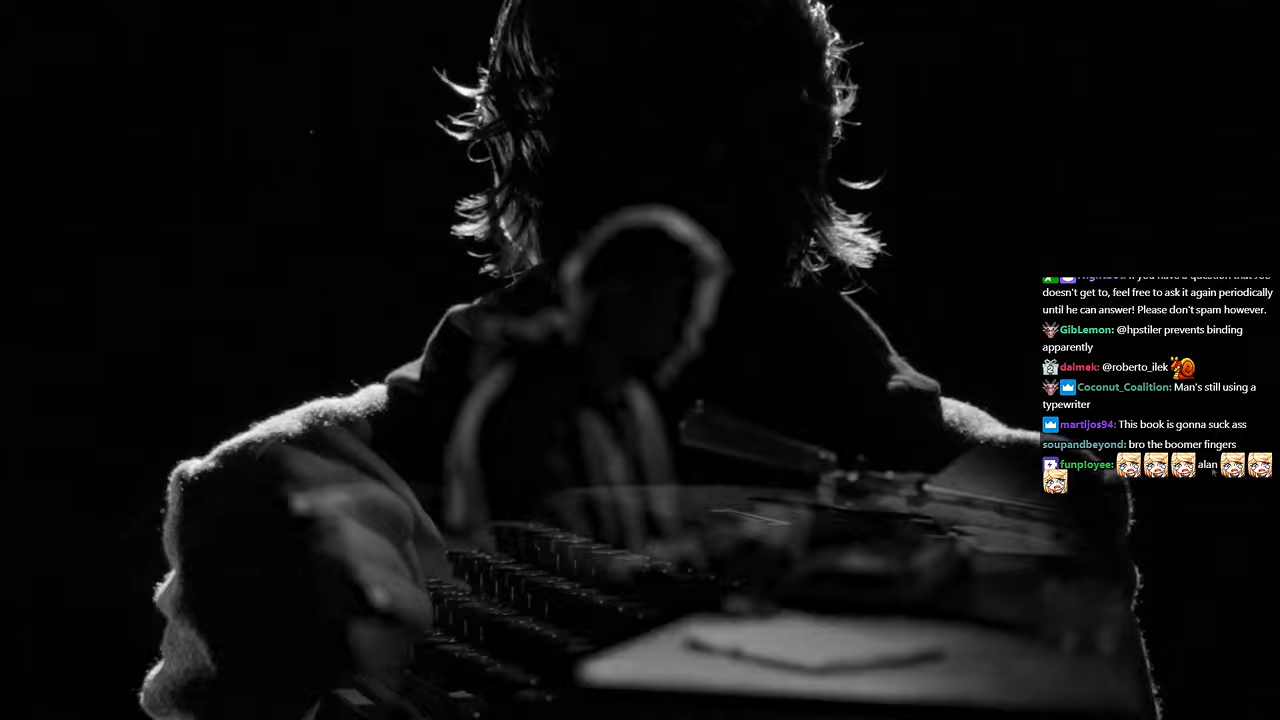 doesn't get to, feel free to ask it again periodically
until he can answer! Please don't spam however.
GibLemon: @hpstiler prevents binding
apparently
dalmek: @roberto_ilek
Coconut_Coalition: Man's still using a
typewriter
martijos94: This book is gonna suck ass
soupandbeyond: bro the boomer fingers
funployee: alan